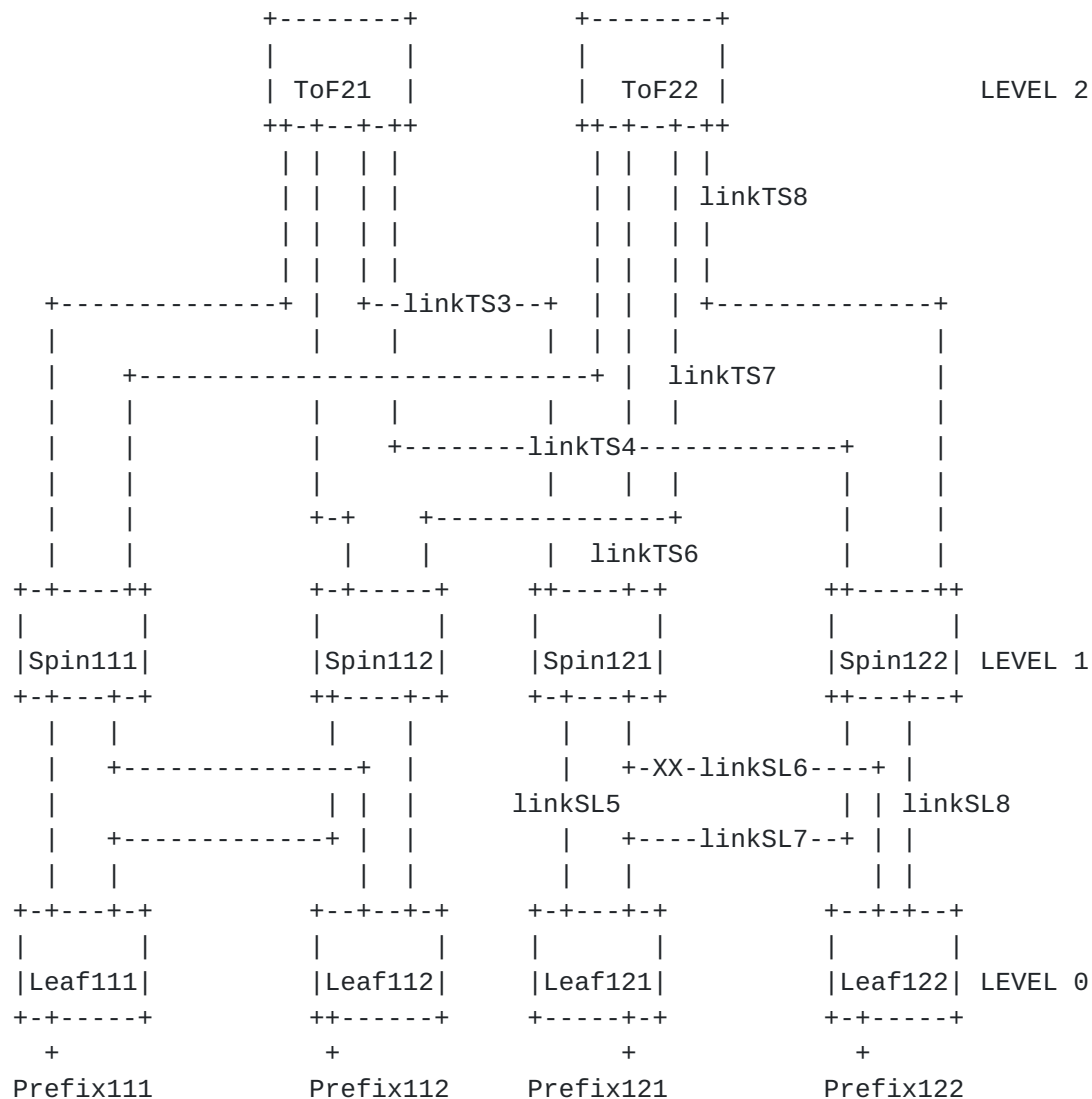 ToF21 ToF22 LEVEL 2
linkTS8
linkTS3
linkTS7
linkTS4
linkTS6
Spin111 Spin112 Spin121 Spin122 LEVEL 1
XX-linkSL6
linkSL5 linkSL8
linkSL7
Leaf111 Leaf112 Leaf121 Leaf122 LEVEL 0
Prefix111 Prefix112 Prefix121 Prefix122